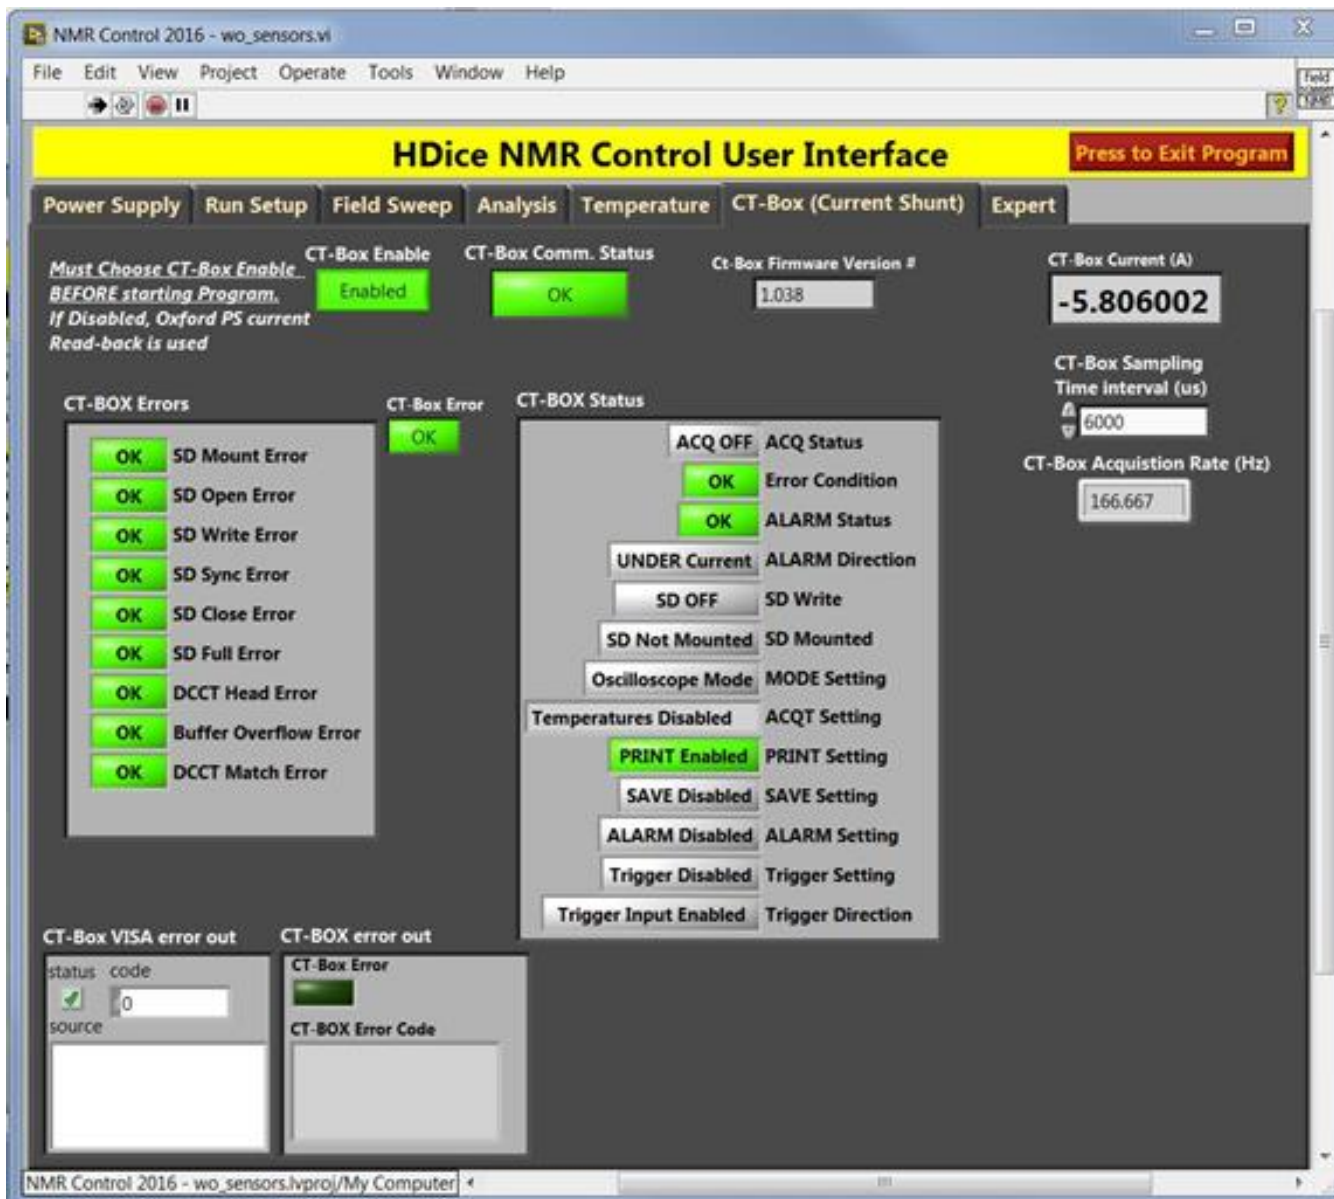 NMR Control 2016 - wo_sensors.vi
File Edit View Project Operate Tools Window Help
field
NMR
HDice NMR Control User Interface
Press to Exit Program
Power Supply Run Setup Field Sweep Analysis Temperature CT-Box (Current Shunt) Expert
Must Choose CT-Box Enable
BEFORE starting Program.
If Disabled, Oxford PS current
Read-back is used
CT-Box Enable
Enabled
CT-Box Comm. Status
OK
Ct-Box Firmware Version #
1.038
CT-Box Current (A)
-5.806002
CT-Box Sampling
Time interval (us)
6000
CT-Box Acquistion Rate (Hz)
166.667
CT-BOX Errors
OK SD Mount Error
OK SD Open Error
OK SD Write Error
OK SD Sync Error
OK SD Close Error
OK SD Full Error
OK DCCT Head Error
OK Buffer Overflow Error
OK DCCT Match Error
CT-Box Error
OK
CT-BOX Status
ACQ OFF ACQ Status
OK Error Condition
OK ALARM Status
UNDER Current ALARM Direction
SD OFF SD Write
SD Not Mounted SD Mounted
Oscilloscope Mode MODE Setting
Temperatures Disabled ACQT Setting
PRINT Enabled PRINT Setting
SAVE Disabled SAVE Setting
ALARM Disabled ALARM Setting
Trigger Disabled Trigger Setting
Trigger Input Enabled Trigger Direction
CT-Box VISA error out
status code
0
source
CT-BOX error out
CT-Box Error
CT-BOX Error Code
NMR Control 2016 - wo_sensors.lvproj/My Computer